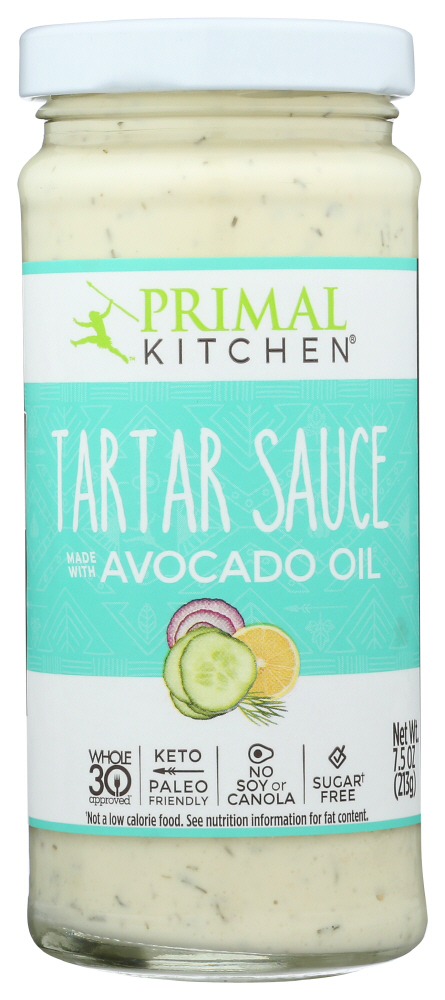 PRIMAL
KITCHEN®
TARTAR SAUCE
MADE WITH AVOCADO OIL
WHOLE
30
approved
KETO
PALEO
FRIENDLY
NO
SOY or
CANOLA
SUGAR†
FREE
Net Wt.
7.5 OZ
(213g)
†Not a low calorie food. See nutrition information for fat content.